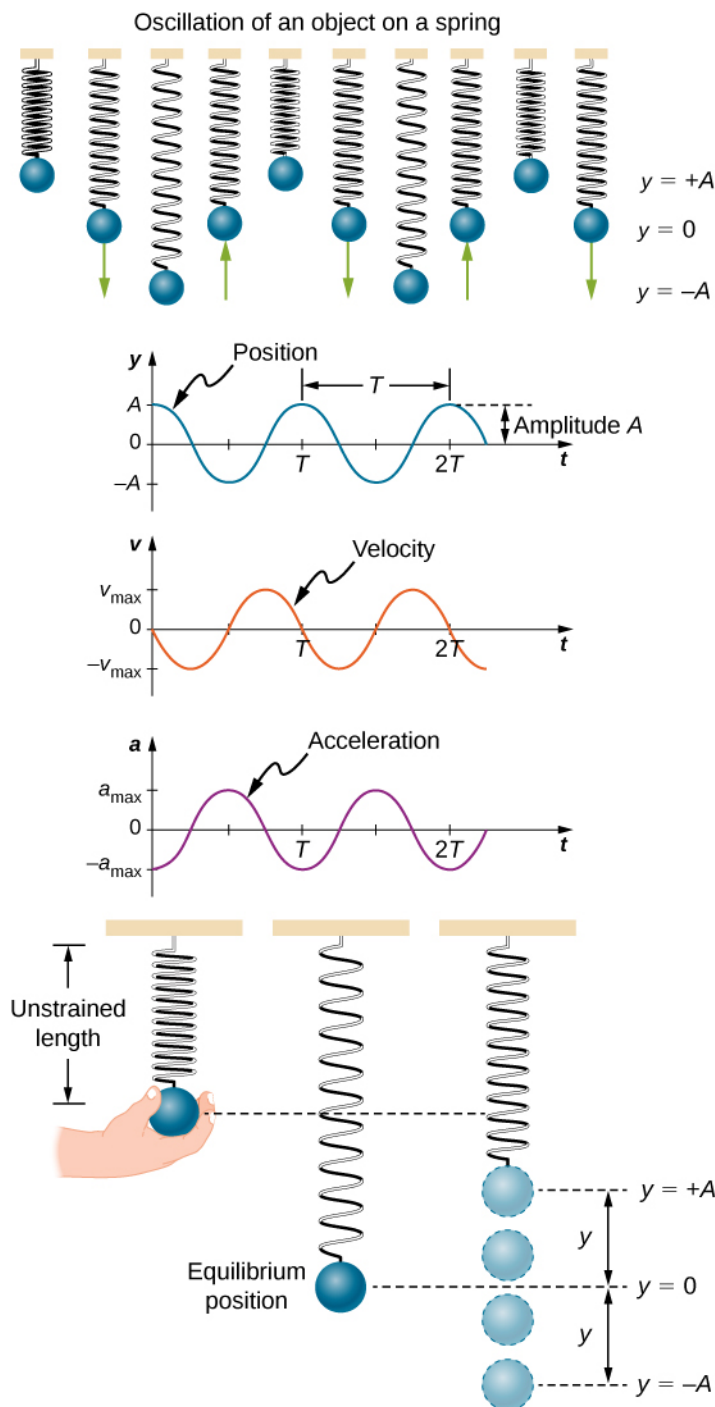 Oscillation of an object on a spring
y = +A
y = 0
y = –A
y
Position
T
A
Amplitude A
0
T
2T
t
–A
v
Velocity
vmax
0
T
2T
t
–vmax
a
Acceleration
amax
0
T
2T
t
–amax
Unstrained
length
y = +A
y
Equilibrium
position
y = 0
y
y = –A